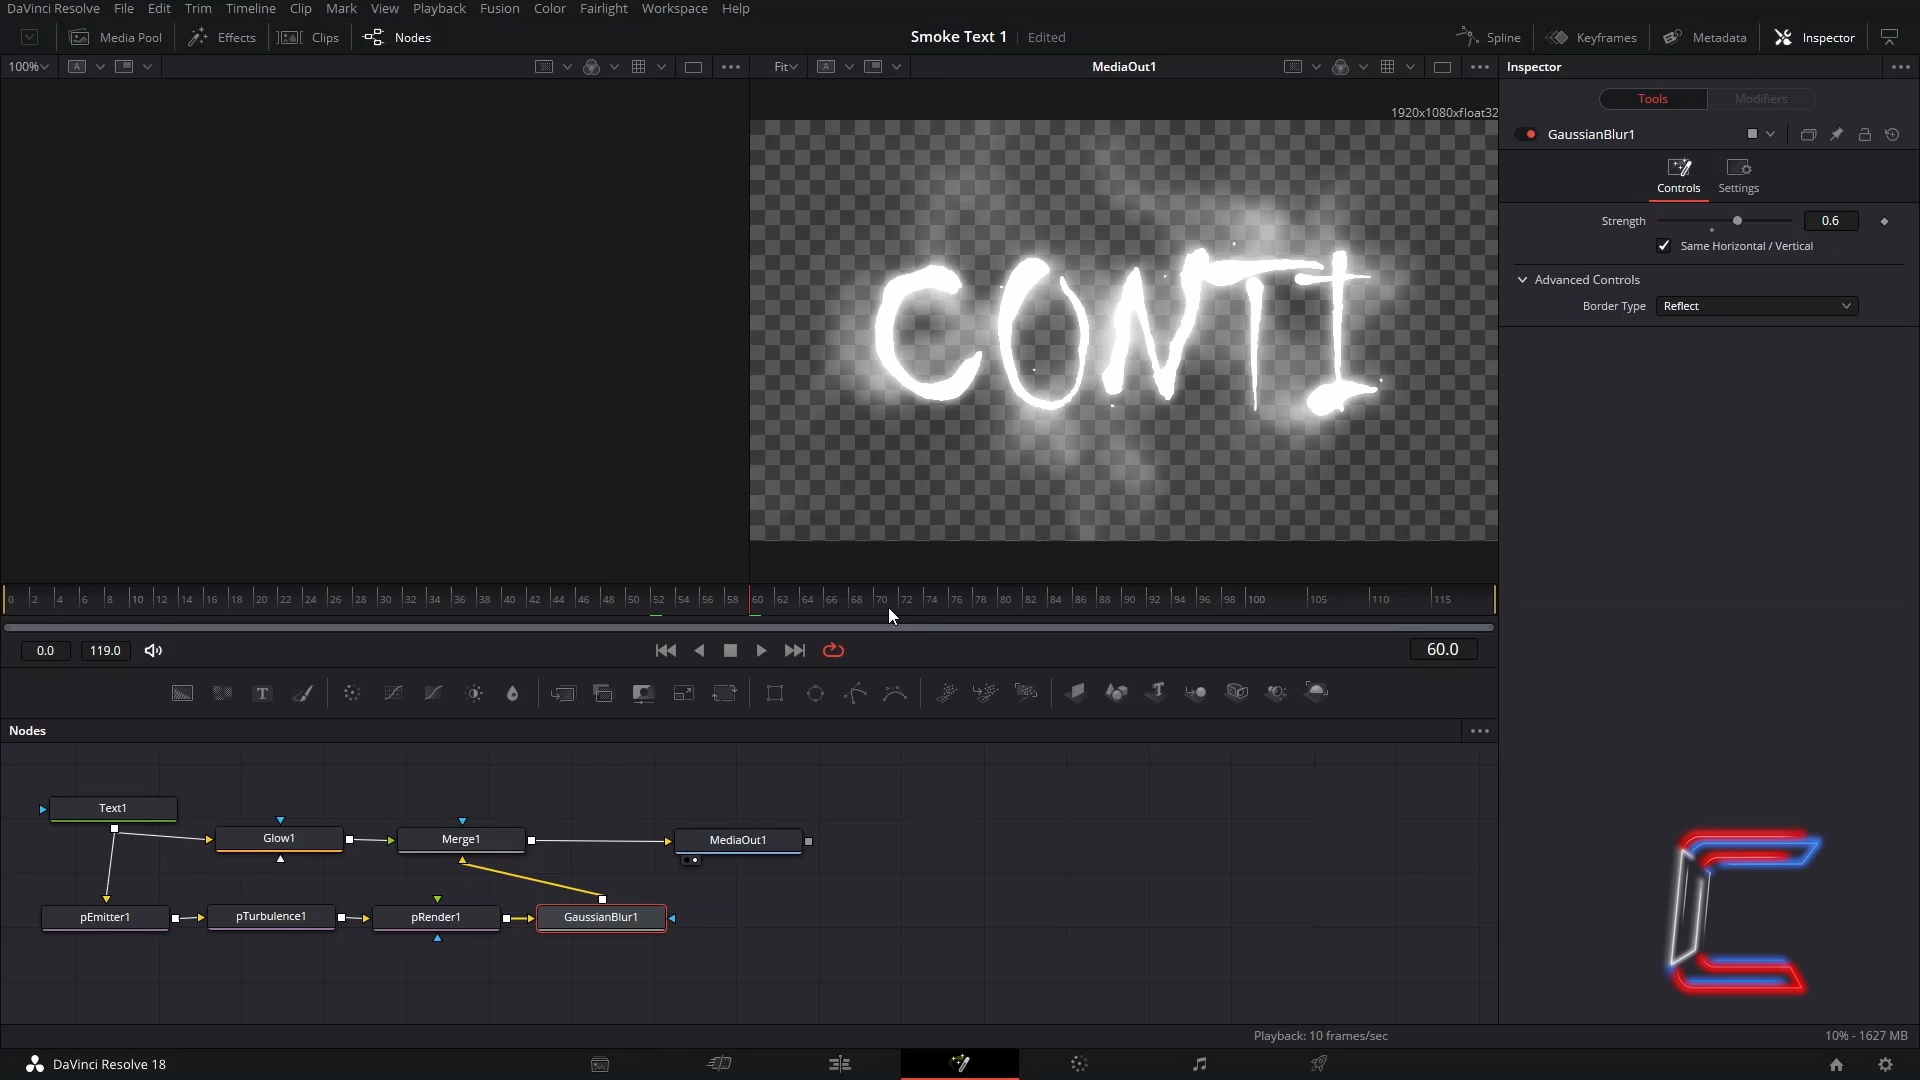 DaVinci Resolve File Edit Trim Timeline Clip Mark View Playback Fusion Color Fairlight Workspace Help
Media Pool Effects Clips Nodes Smoke Text 1 Edited Spline Keyframes Metadata Inspector
100% A Fit A MediaOut1 Inspector
Tools Modifiers
1920x1080xfloat32
GaussianBlur1
Controls Settings
Strength 0.6
Same Horizontal / Vertical
Advanced Controls
Border Type Reflect
CONTI
0 2 4 6 8 10 12 14 16 18 20 22 24 26 28 30 32 34 36 38 40 42 44 46 48 50 52 54 56 58 60 62 64 66 68 70 72 74 76 78 80 82 84 86 88 90 92 94 96 98 100 105 110 115
0.0 119.0 60.0
T T
Nodes
Text1
Glow1 Merge1 MediaOut1
pEmitter1 pTurbulence1 pRender1 GaussianBlur1
C
Playback: 10 frames/sec 10% - 1627 MB
DaVinci Resolve 18